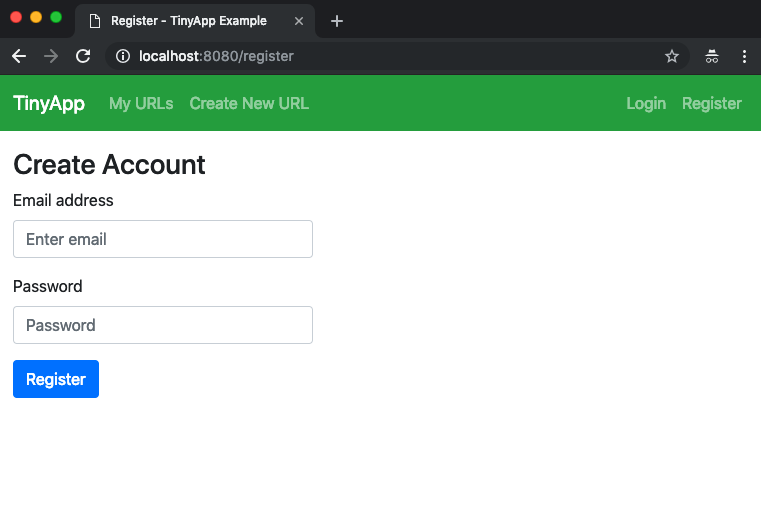 Register - TinyApp Example
localhost:8080/register
TinyApp My URLs Create New URL Login Register
Create Account
Email address
Enter email
Password
Password
Register